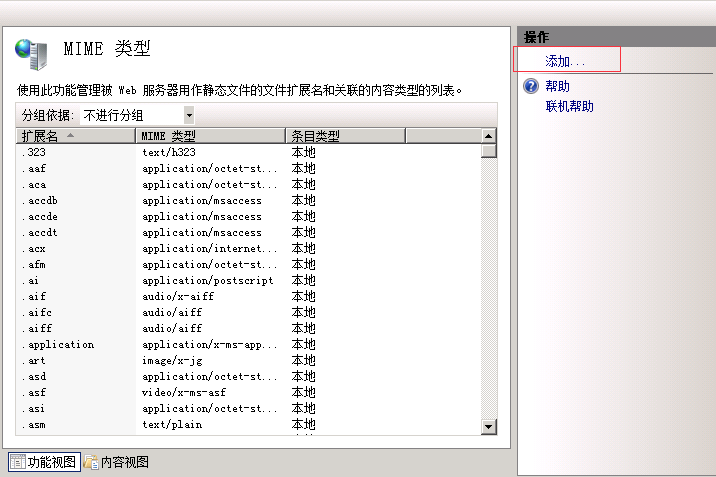 MIME 类型
使用此功能管理被 Web 服务器用作静态文件的文件扩展名和关联的内容类型的列表。
分组依据: 不进行分组
扩展名 MIME 类型 条目类型
.323 text/h323 本地
.aaf application/octet-st... 本地
.aca application/octet-st... 本地
.accdb application/msaccess 本地
.accde application/msaccess 本地
.accdt application/msaccess 本地
.acx application/internet... 本地
.afm application/octet-st... 本地
.ai application/postscript 本地
.aif audio/x-aiff 本地
.aifc audio/aiff 本地
.aiff audio/aiff 本地
.application application/x-ms-app... 本地
.art image/x-jg 本地
.asd application/octet-st... 本地
.asf video/x-ms-asf 本地
.asi application/octet-st... 本地
.asm text/plain 本地
功能视图 内容视图
操作
添加...
帮助
联机帮助